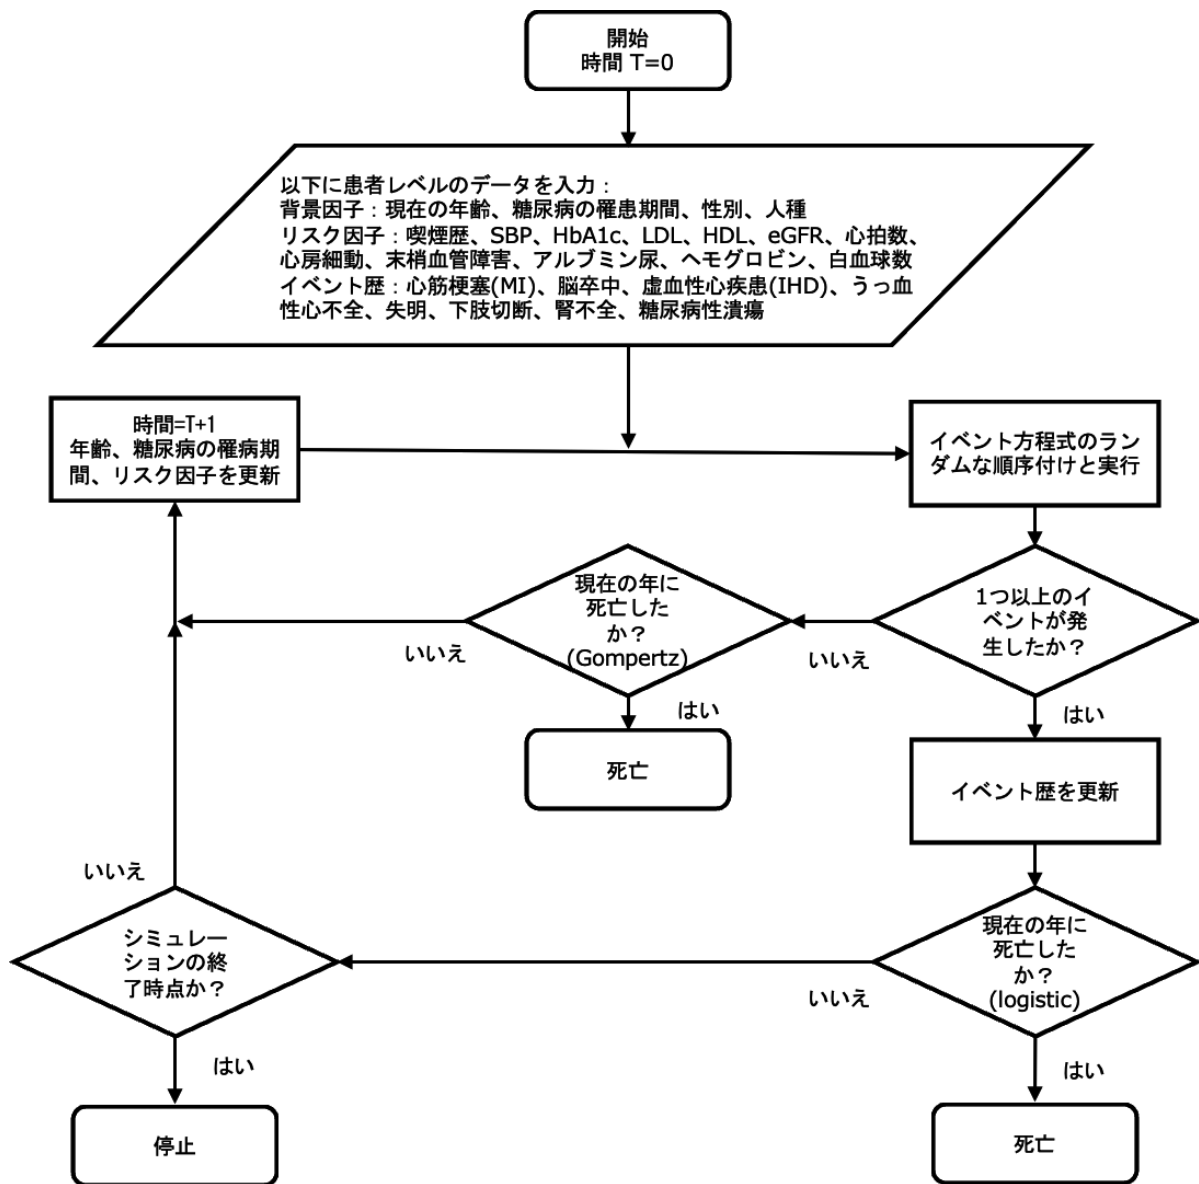 開始
時間 T=0
以下に患者レベルのデータを入力：
背景因子：現在の年齢、糖尿病の罹患期間、性別、人種
リスク因子：喫煙歴、SBP、HbA1c、LDL、HDL、eGFR、心拍数、
心房細動、末梢血管障害、アルブミン尿、ヘモグロビン、白血球数
イベント歴：心筋梗塞(MI)、脳卒中、虚血性心疾患(IHD)、うっ血
性心不全、失明、下肢切断、腎不全、糖尿病性潰瘍
時間=T+1
年齢、糖尿病の罹病期
間、リスク因子を更新
イベント方程式のラン
ダムな順序付けと実行
現在の年に
死亡した
か？
(Gompertz)
1つ以上のイ
ベントが発
生したか？
いいえ
いいえ
はい
はい
死亡
イベント歴を更新
いいえ
シミュレー
ションの終
了時点か？
現在の年に
死亡した
か？
(logistic)
いいえ
はい
はい
停止
死亡